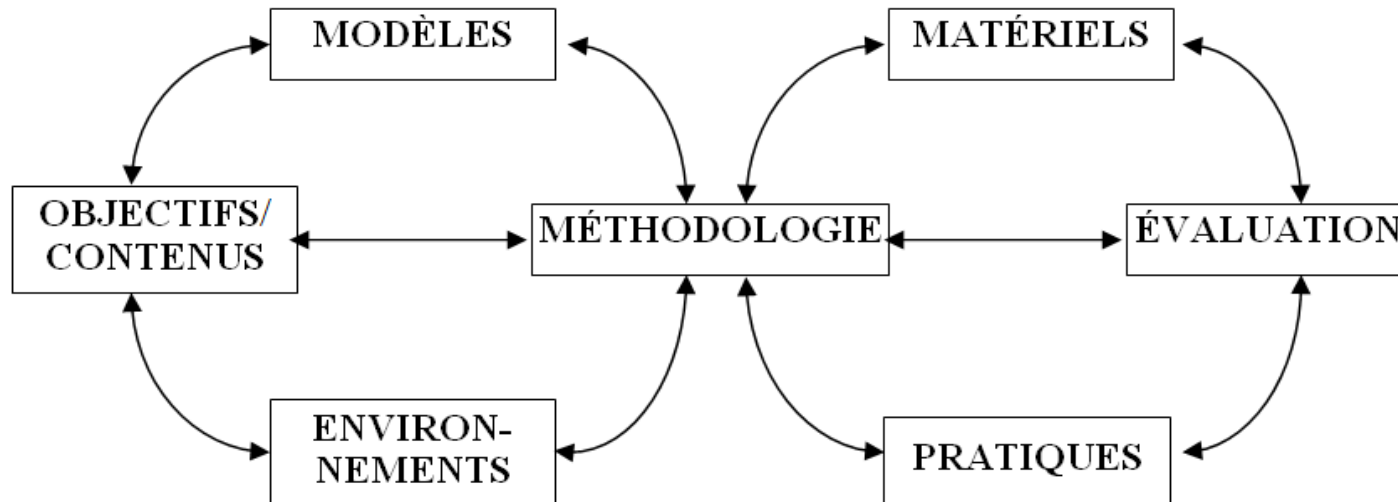 MODÈLES
MATÉRIELS
OBJECTIFS/
CONTENUS
MÉTHODOLOGIE
ÉVALUATION
ENVIRON-
NEMENTS
PRATIQUES